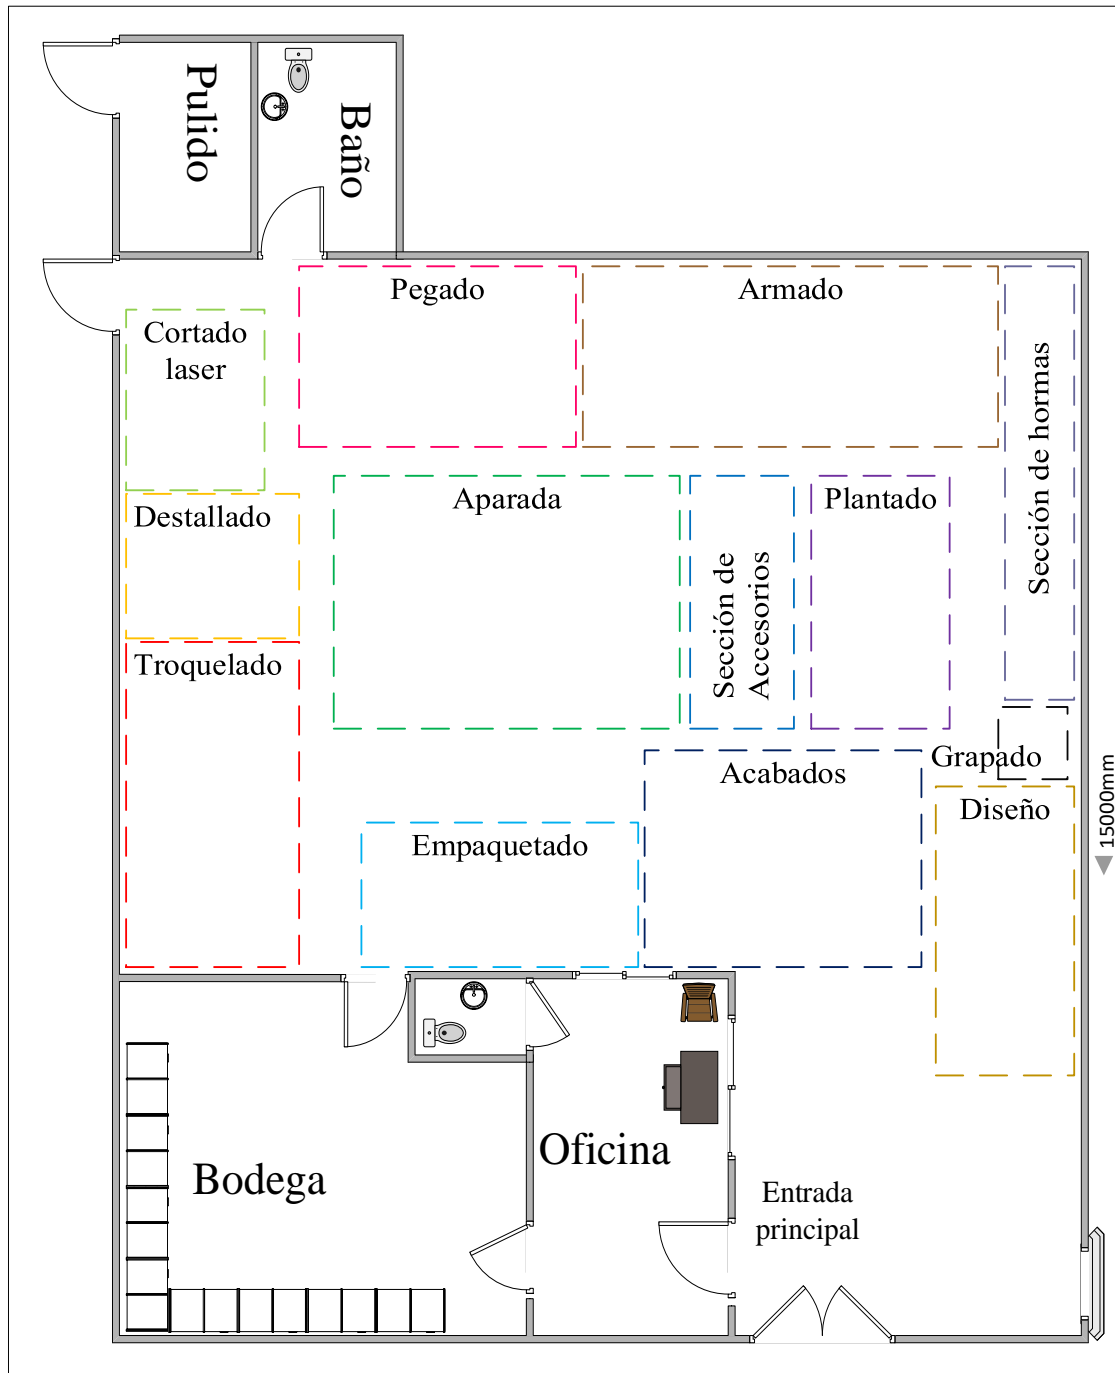 Pulido
Baño
Pegado
Armado
Cortado
laser
Sección de hormas
Destallado
Aparada
Sección de
Accesorios
Plantado
Troquelado
Grapado
Acabados
Diseño
15000mm
Empaquetado
Oficina
Bodega
Entrada
principal